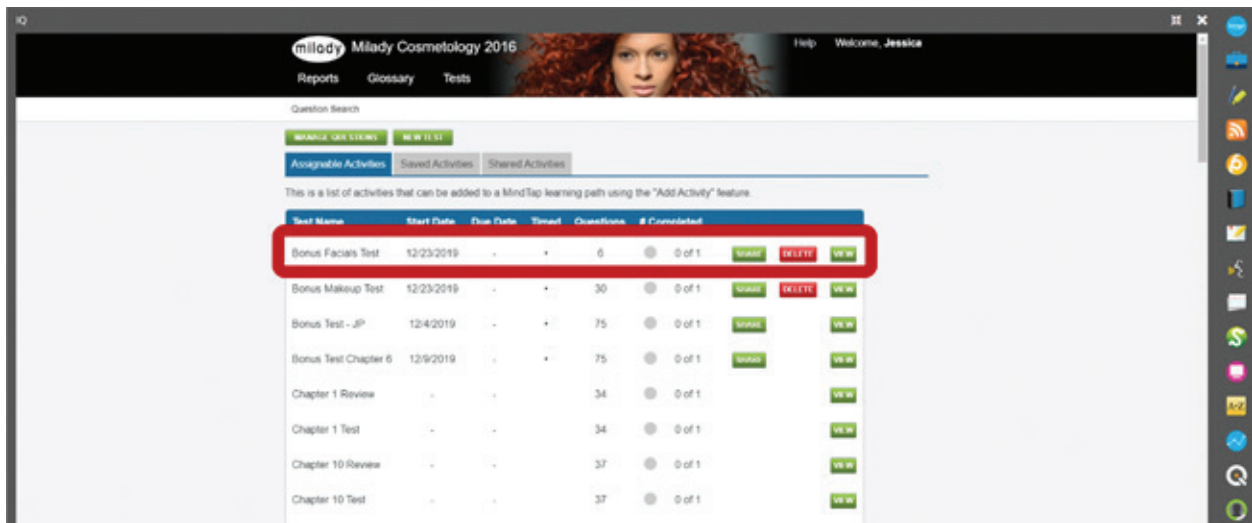 IQ
milady Milady Cosmetology 2016 Help Welcome, Jessica
Reports Glossary Tests
Question Search
MANAGE QUESTIONS NEW TEST
Assignable Activities Saved Activities Shared Activities
This is a list of activities that can be added to a MindTap learning path using the "Add Activity" feature.
Test Name Start Date Due Date Timed Questions # Completed
Bonus Facials Test 12/23/2019 - • 6 0 of 1 SHARE DELETE VIEW
Bonus Makeup Test 12/23/2019 - • 30 0 of 1 SHARE DELETE VIEW
Bonus Test - JP 12/4/2019 - • 75 0 of 1 SHARE VIEW
Bonus Test Chapter 6 12/9/2019 - • 75 0 of 1 SHARE VIEW
Chapter 1 Review - - 34 0 of 1 VIEW
Chapter 1 Test - - 34 0 of 1 VIEW
Chapter 10 Review - - 37 0 of 1 VIEW
Chapter 10 Test - - 37 0 of 1 VIEW
A-Z